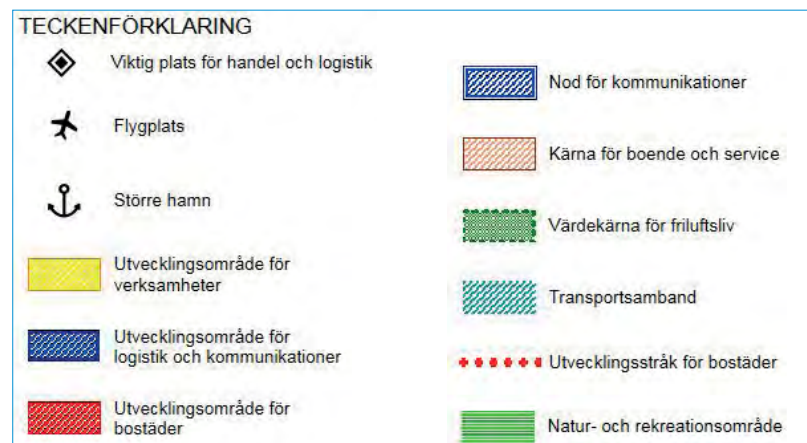 TECKENFÖRKLARING
Viktig plats för handel och logistik
Flygplats
Större hamn
Utvecklingsområde för
verksamheter
Utvecklingsområde för
logistik och kommunikationer
Utvecklingsområde för
bostäder
Nod för kommunikationer
Kärna för boende och service
Värdekärna för friluftsliv
Transportsamband
Utvecklingsstråk för bostäder
Natur- och rekreationsområde